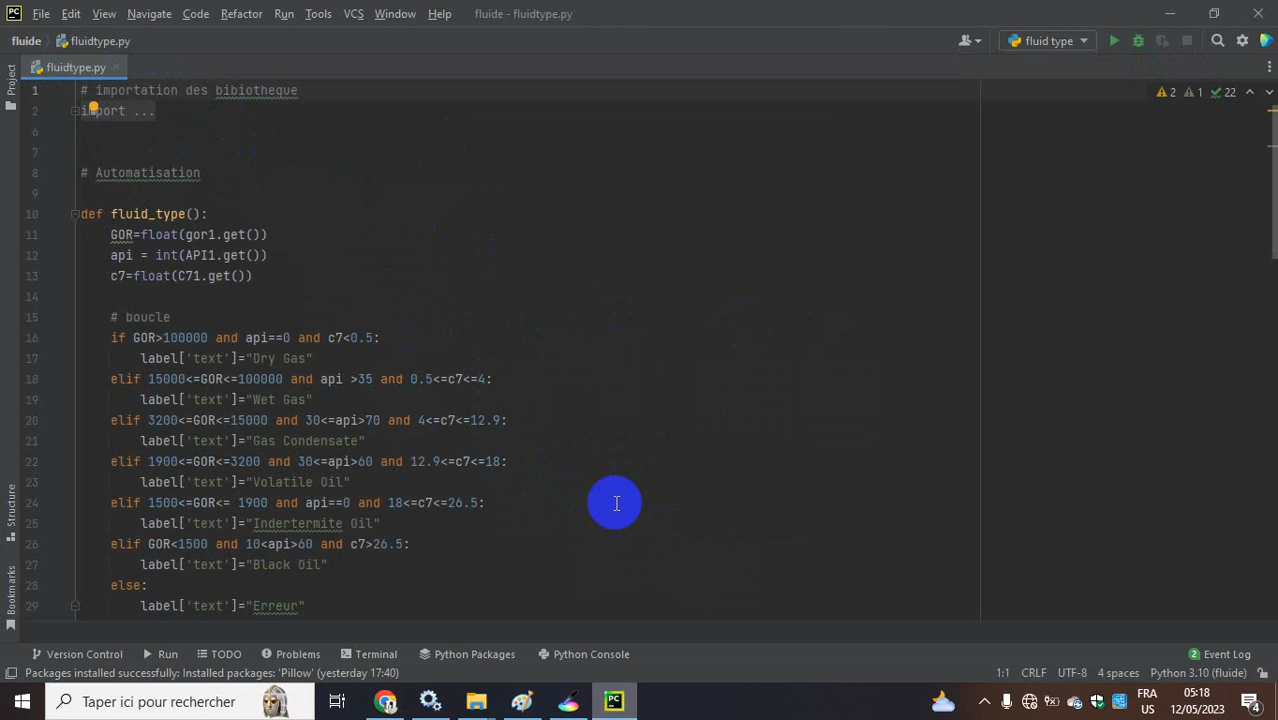 PC File Edit View Navigate Code Refactor Run Tools VCS Window Help fluide - fluidtype.py
fluide fluidtype.py fluid type
Project fluidtype.py
1 # importation des bibiotheque 2 1 22
2 import ...
6
7
8 # Automatisation
9
10 def fluid_type():
11 GOR=float(gor1.get())
12 api = int(API1.get())
13 c7=float(C71.get())
14
15 # boucle
16 if GOR>100000 and api==0 and c7<0.5:
17 label['text']="Dry Gas"
18 elif 15000<=GOR<=100000 and api >35 and 0.5<=c7<=4:
19 label['text']="Wet Gas"
20 elif 3200<=GOR<=15000 and 30<=api>70 and 4<=c7<=12.9:
21 label['text']="Gas Condensate"
22 elif 1900<=GOR<=3200 and 30<=api>60 and 12.9<=c7<=18:
23 label['text']="Volatile Oil"
24 elif 1500<=GOR<= 1900 and api==0 and 18<=c7<=26.5:
25 label['text']="Indertermite Oil"
26 elif GOR<1500 and 10<api>60 and c7>26.5:
27 label['text']="Black Oil"
28 else:
29 label['text']="Erreur"
Structure
Bookmarks
Version Control Run TODO Problems Terminal Python Packages Python Console 2 Event Log
Packages installed successfully: Installed packages: 'Pillow' (yesterday 17:40) 1:1 CRLF UTF-8 4 spaces Python 3.10 (fluide)
Taper ici pour rechercher PC FRA 05:18
US 12/05/2023 4